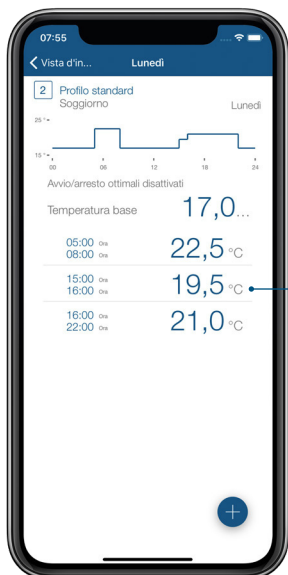 07:55
Vista d'in... Lunedì
2 Profilo standard
Soggiorno Lunedì
25 °
15 °
00 06 12 18 24
Avvio/arresto ottimali disattivati
Temperatura base 17,0...
05:00 Ora
08:00 Ora
22,5 °C
15:00 Ora
16:00 Ora
19,5 °C
16:00 Ora
22:00 Ora
21,0 °C
+